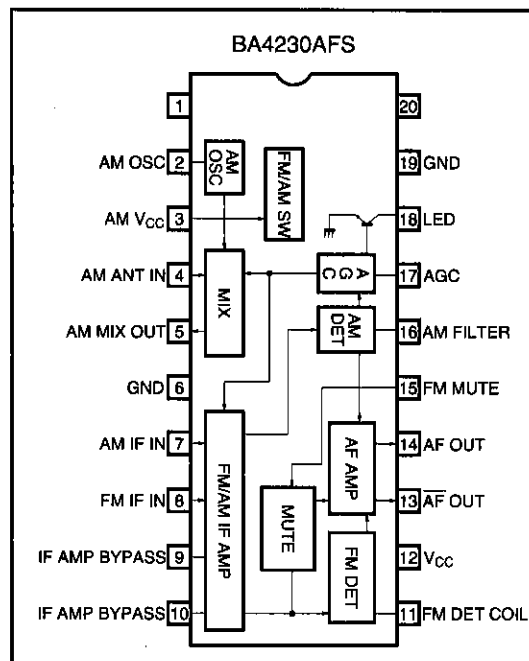 BA4230AFS
1
20
AM OSC 2
AM OSC
FM/AM SW
19 GND
AM VCC 3
18 LED
AM ANT IN 4
MIX
AGC
17 AGC
AM MIX OUT 5
AM DET
16 AM FILTER
GND 6
15 FM MUTE
AM IF IN 7
FM/AM IF AMP
AF AMP
14 AF OUT
FM IF IN 8
MUTE
13 A̅F̅ OUT
IF AMP BYPASS 9
FM DET
12 VCC
IF AMP BYPASS 10
11 FM DET COIL